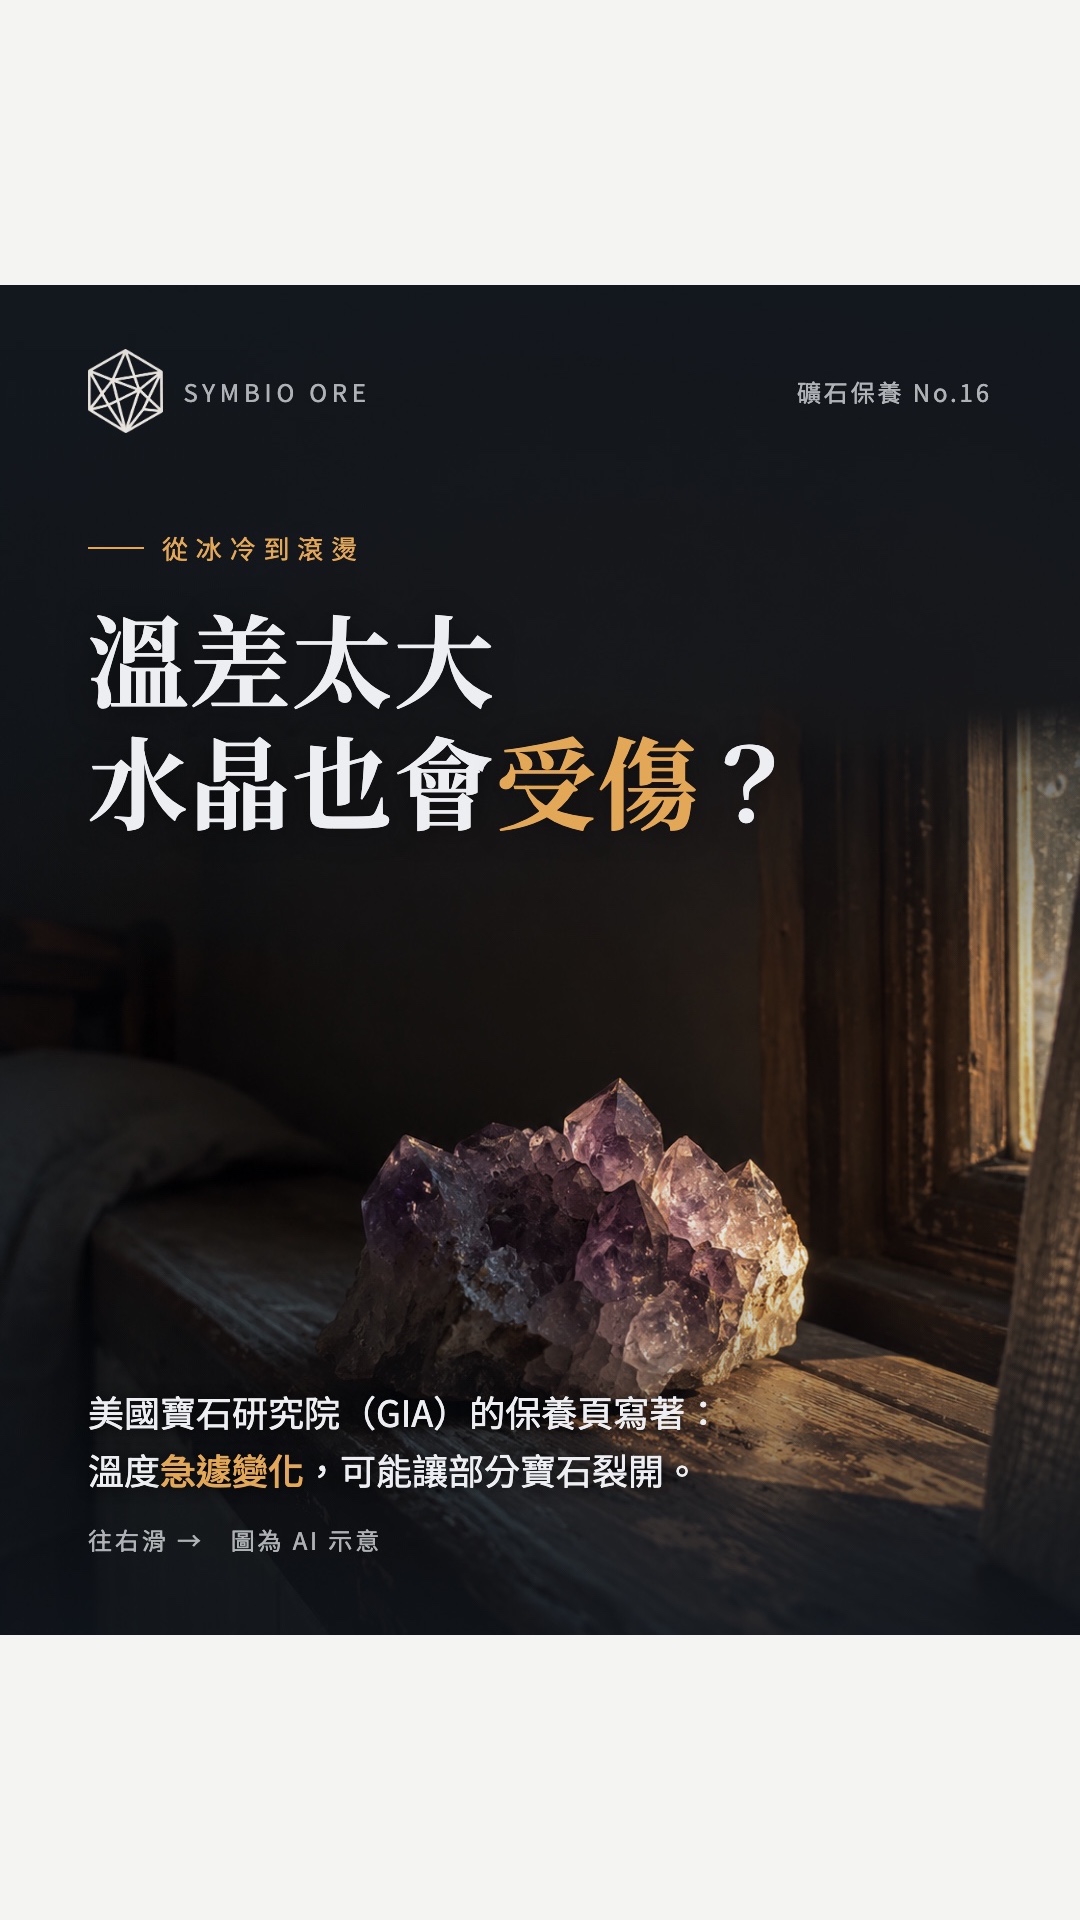 SYMBIO ORE
礦石保養 No.16
從冰冷到滾燙
溫差太大
水晶也會受傷？
美國寶石研究院（GIA）的保養頁寫著：
溫度急遽變化，可能讓部分寶石裂開。
往右滑 → 圖為 AI 示意